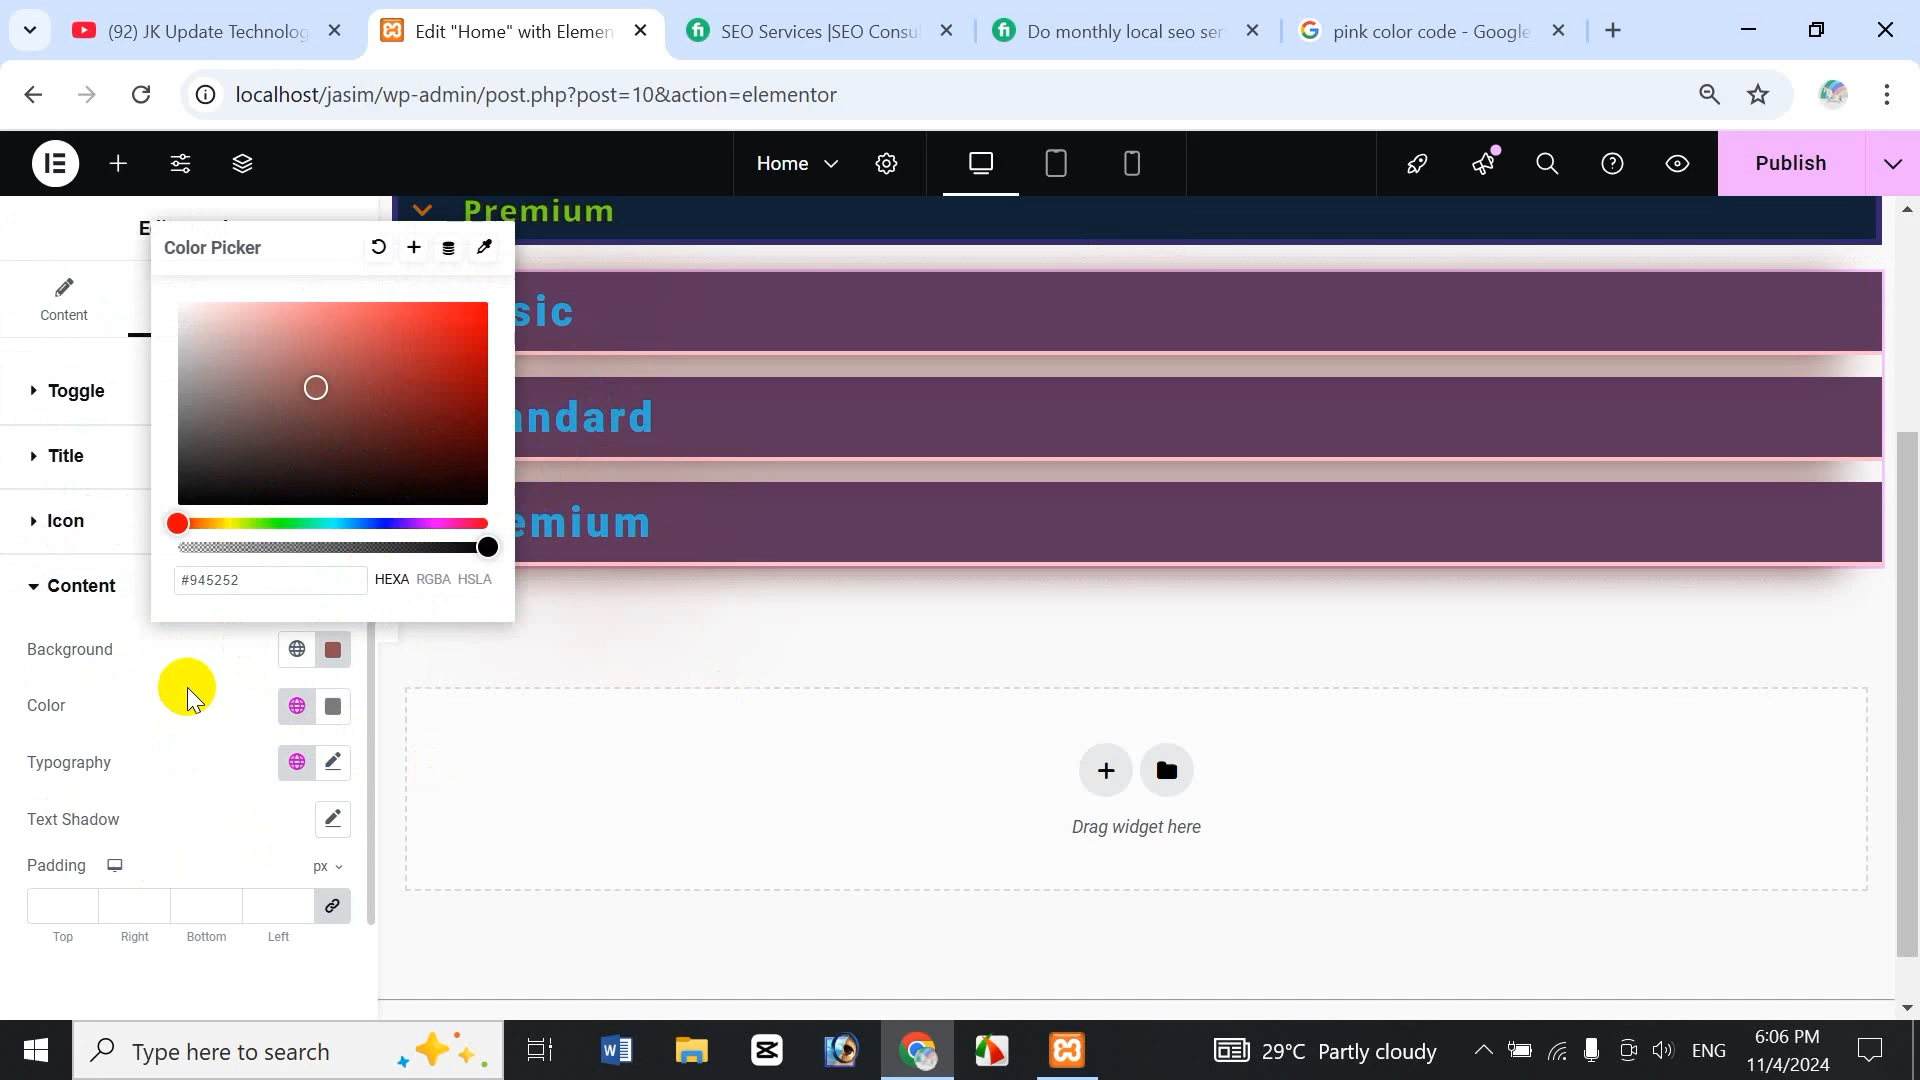 (92) JK Update Technolog
Edit "Home" with Elemen
SEO Services |SEO Consu
Do monthly local seo ser
pink color code - Google
localhost/jasim/wp-admin/post.php?post=10&action=elementor
Home
Publish
Premium
Color Picker
Content
sic
Toggle
andard
Title
Icon
emium
#945252
HEXA RGBA HSLA
Content
Background
Color
Typography
Text Shadow
Padding
px
Top Right Bottom Left
Drag widget here
Type here to search
29°C Partly cloudy
ENG
6:06 PM
11/4/2024